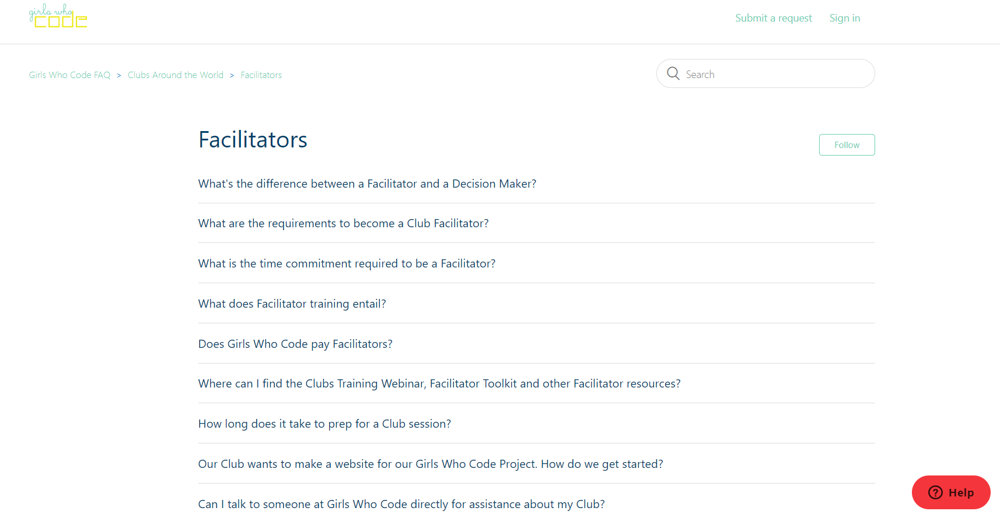 girls who
code
Submit a request Sign in
Girls Who Code FAQ > Clubs Around the World > Facilitators
Search
Facilitators
Follow
What's the difference between a Facilitator and a Decision Maker?
What are the requirements to become a Club Facilitator?
What is the time commitment required to be a Facilitator?
What does Facilitator training entail?
Does Girls Who Code pay Facilitators?
Where can I find the Clubs Training Webinar, Facilitator Toolkit and other Facilitator resources?
How long does it take to prep for a Club session?
Our Club wants to make a website for our Girls Who Code Project. How do we get started?
Can I talk to someone at Girls Who Code directly for assistance about my Club?
Help